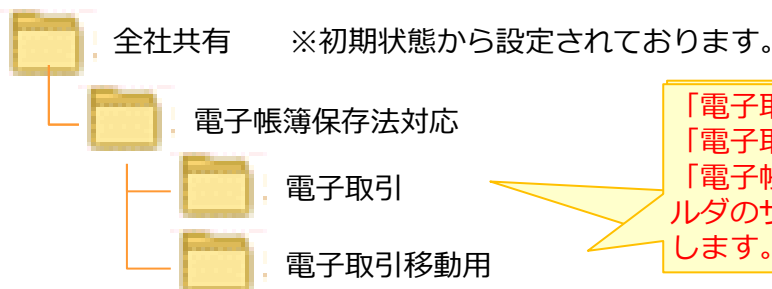 全社共有　　※初期状態から設定されております。
電子帳簿保存法対応
電子取引
電子取引移動用
「電子取
「電子取
「電子帳
ルダのサ
します。